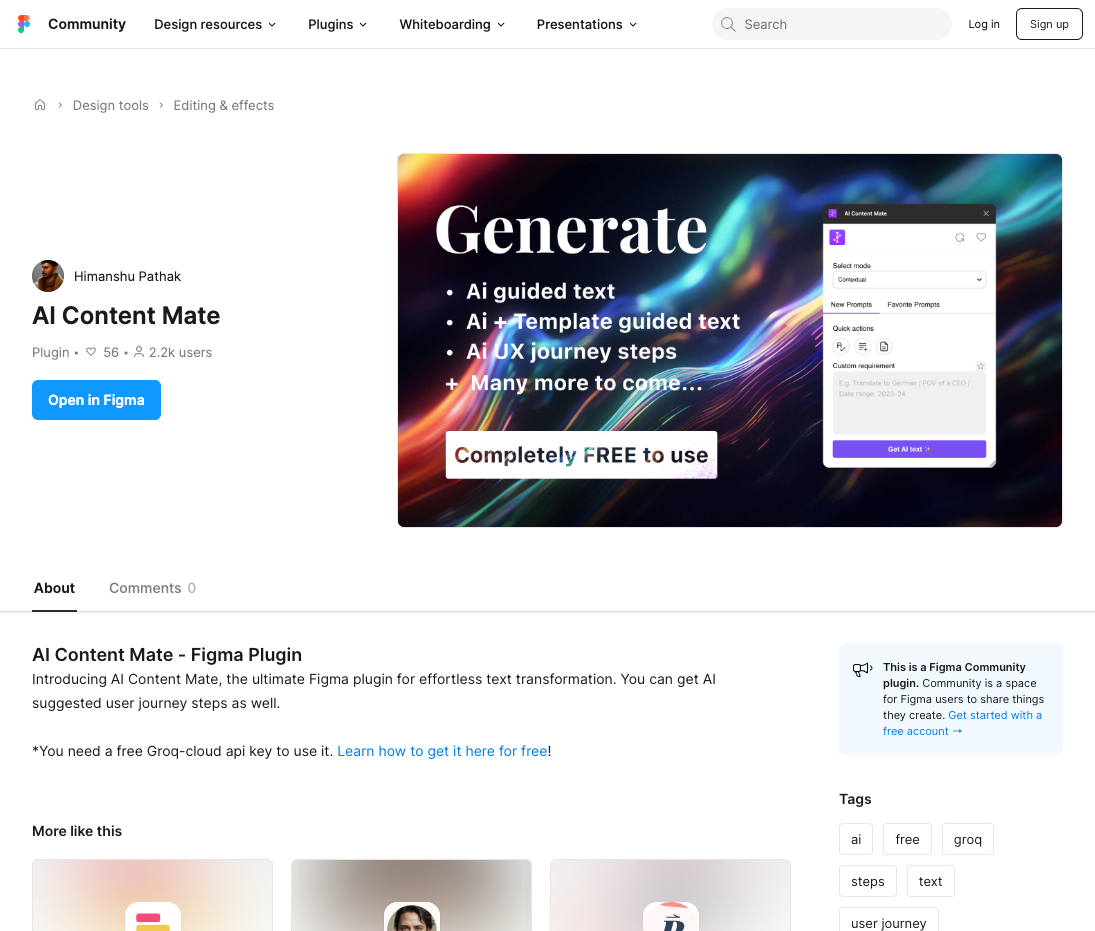 Community Design resources Plugins Whiteboarding Presentations Search Log in Sign up
Design tools Editing & effects
Himanshu Pathak
AI Content Mate
Plugin • 56 • 2.2k users
Open in Figma
Generate
• Ai guided text
• Ai + Template guided text
• Ai UX journey steps
+ Many more to come...
Completely FREE to use
AI Content Mate
Select mode
Contextual
New Prompts Favorite Prompts
Quick actions
Custom requirement
E.g. Translate to German / POV of a CEO /
Date range: 2023-24
Get AI text
About Comments 0
AI Content Mate - Figma Plugin
Introducing AI Content Mate, the ultimate Figma plugin for effortless text transformation. You can get AI
suggested user journey steps as well.
*You need a free Groq-cloud api key to use it. Learn how to get it here for free!
More like this
This is a Figma Community
plugin. Community is a space
for Figma users to share things
they create. Get started with a
free account →
Tags
ai free groq
steps text
user journey